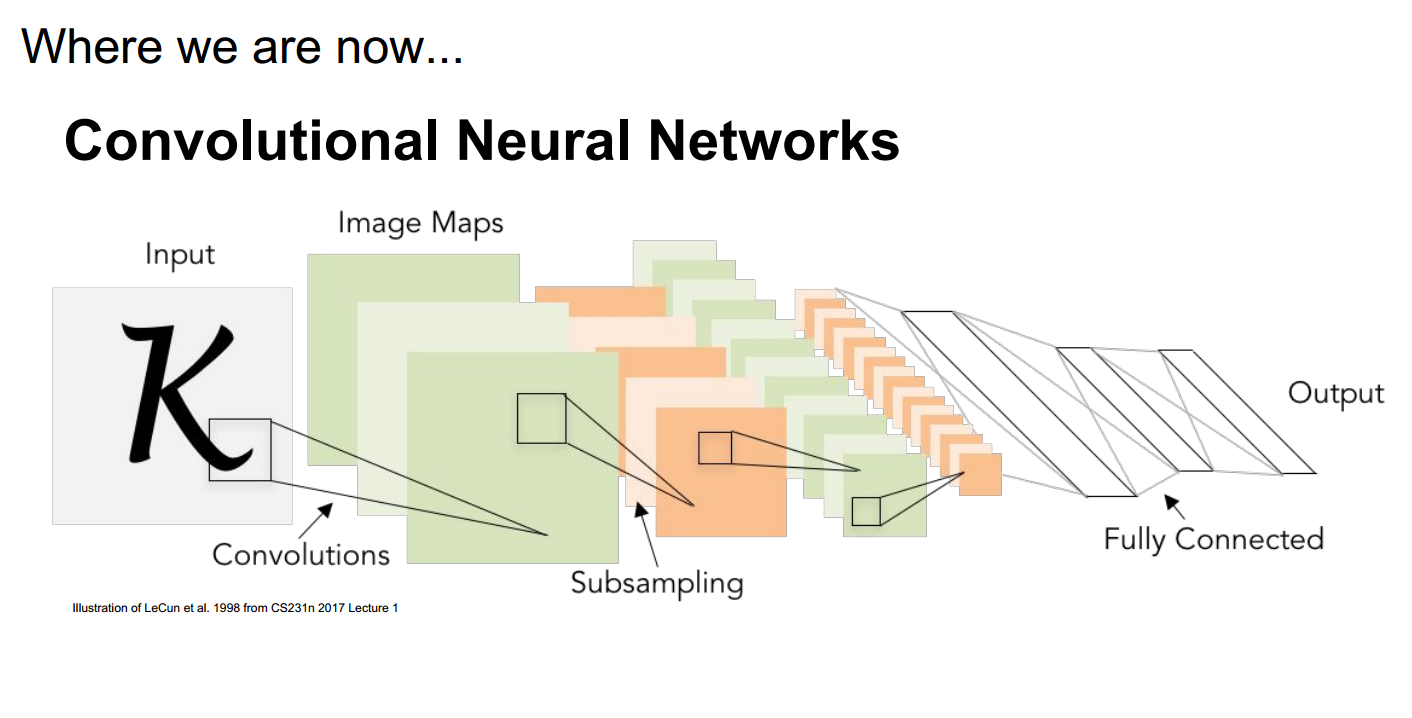 Where we are now...
Convolutional Neural Networks
Image Maps
Input
K
Output
Fully Connected
Convolutions
Subsampling
Illustration of LeCun et al. 1998 from CS231n 2017 Lecture 1